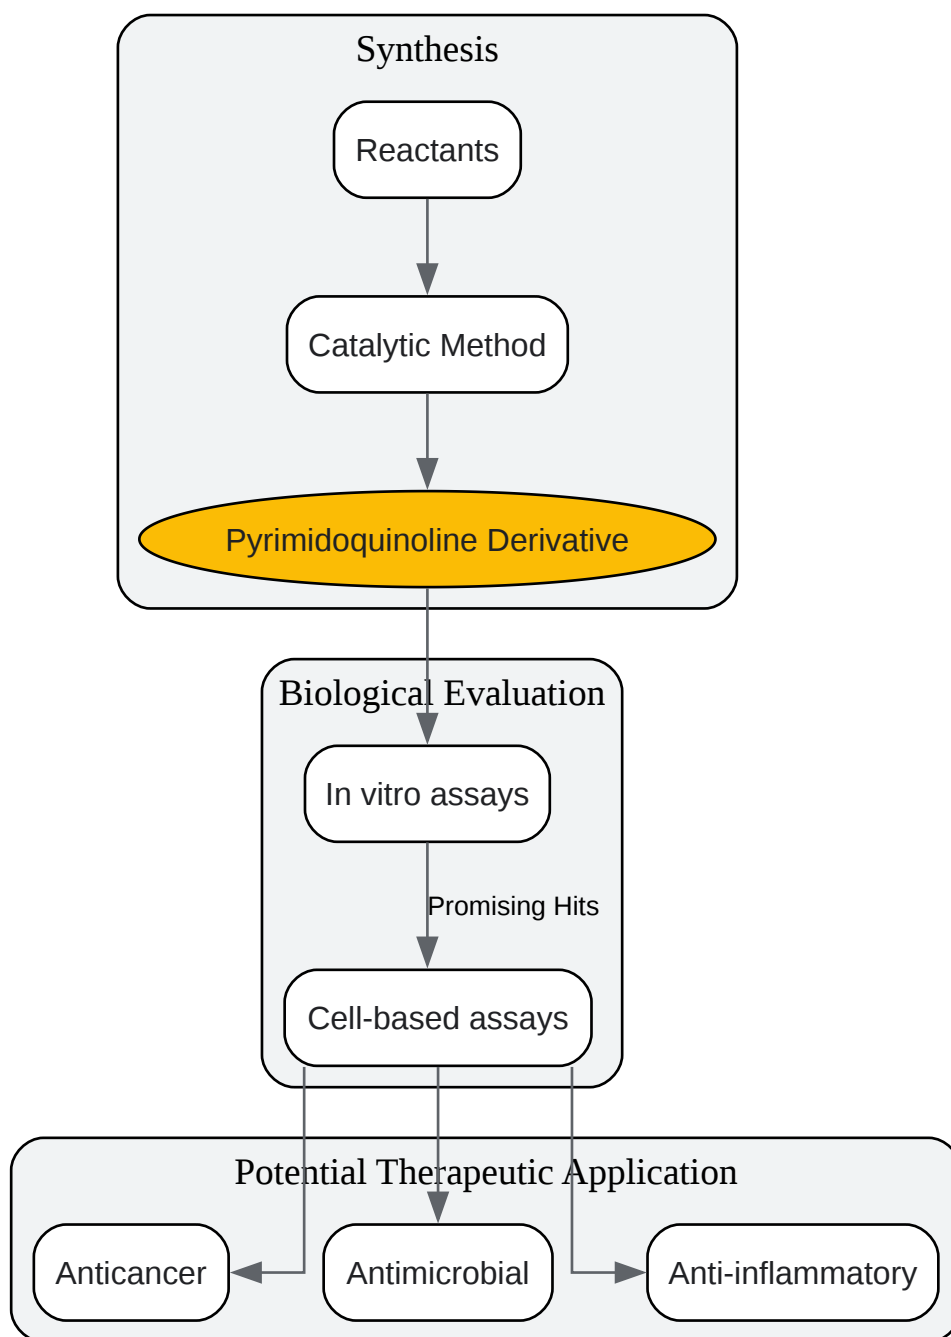 Synthesis
Reactants
Catalytic Method
Pyrimidoquinoline Derivative
Biological Evaluation
In vitro assays
Promising Hits
Cell-based assays
Potential Therapeutic Application
Anticancer
Antimicrobial
Anti-inflammatory